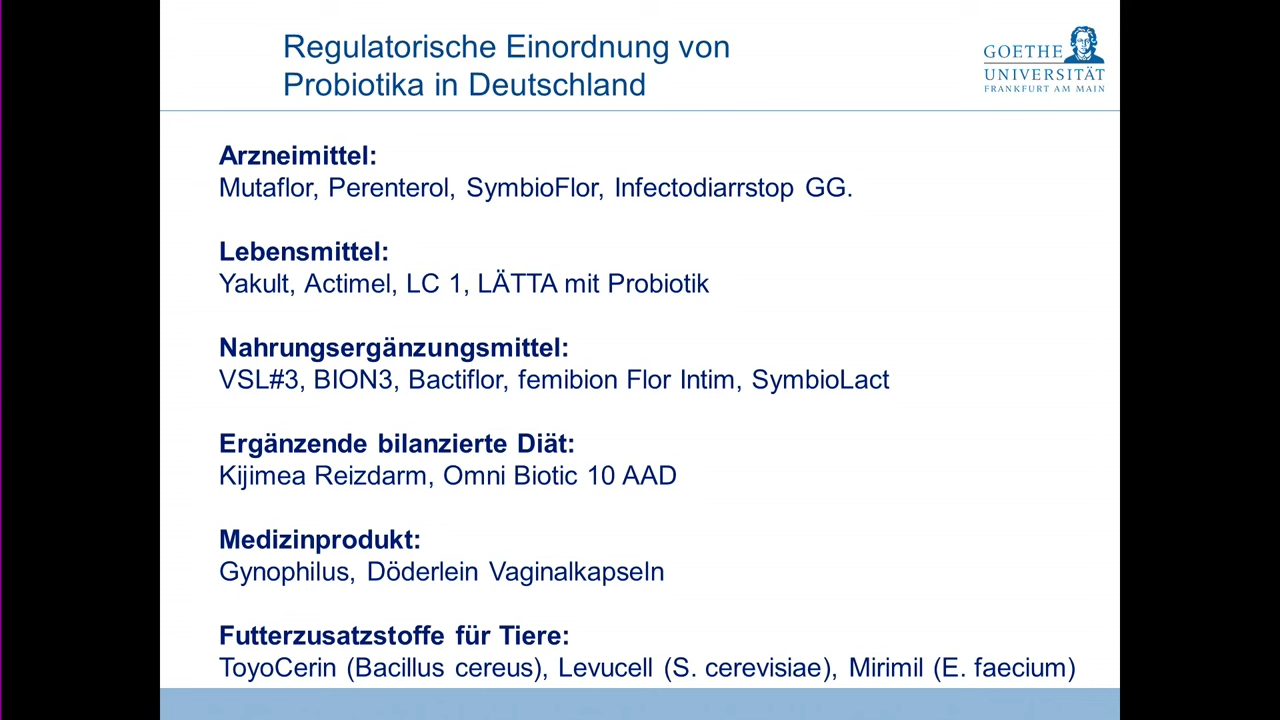 Regulatorische Einordnung von
Probiotika in Deutschland
GOETHE
UNIVERSITÄT
FRANKFURT AM MAIN
Arzneimittel:
Mutaflor, Perenterol, SymbioFlor, Infectodiarrstop GG.
Lebensmittel:
Yakult, Actimel, LC 1, LÄTTA mit Probiotik
Nahrungsergänzungsmittel:
VSL#3, BION3, Bactiflor, femibion Flor Intim, SymbioLact
Ergänzende bilanzierte Diät:
Kijimea Reizdarm, Omni Biotic 10 AAD
Medizinprodukt:
Gynophilus, Döderlein Vaginalkapseln
Futterzusatzstoffe für Tiere:
ToyoCerin (Bacillus cereus), Levucell (S. cerevisiae), Mirimil (E. faecium)